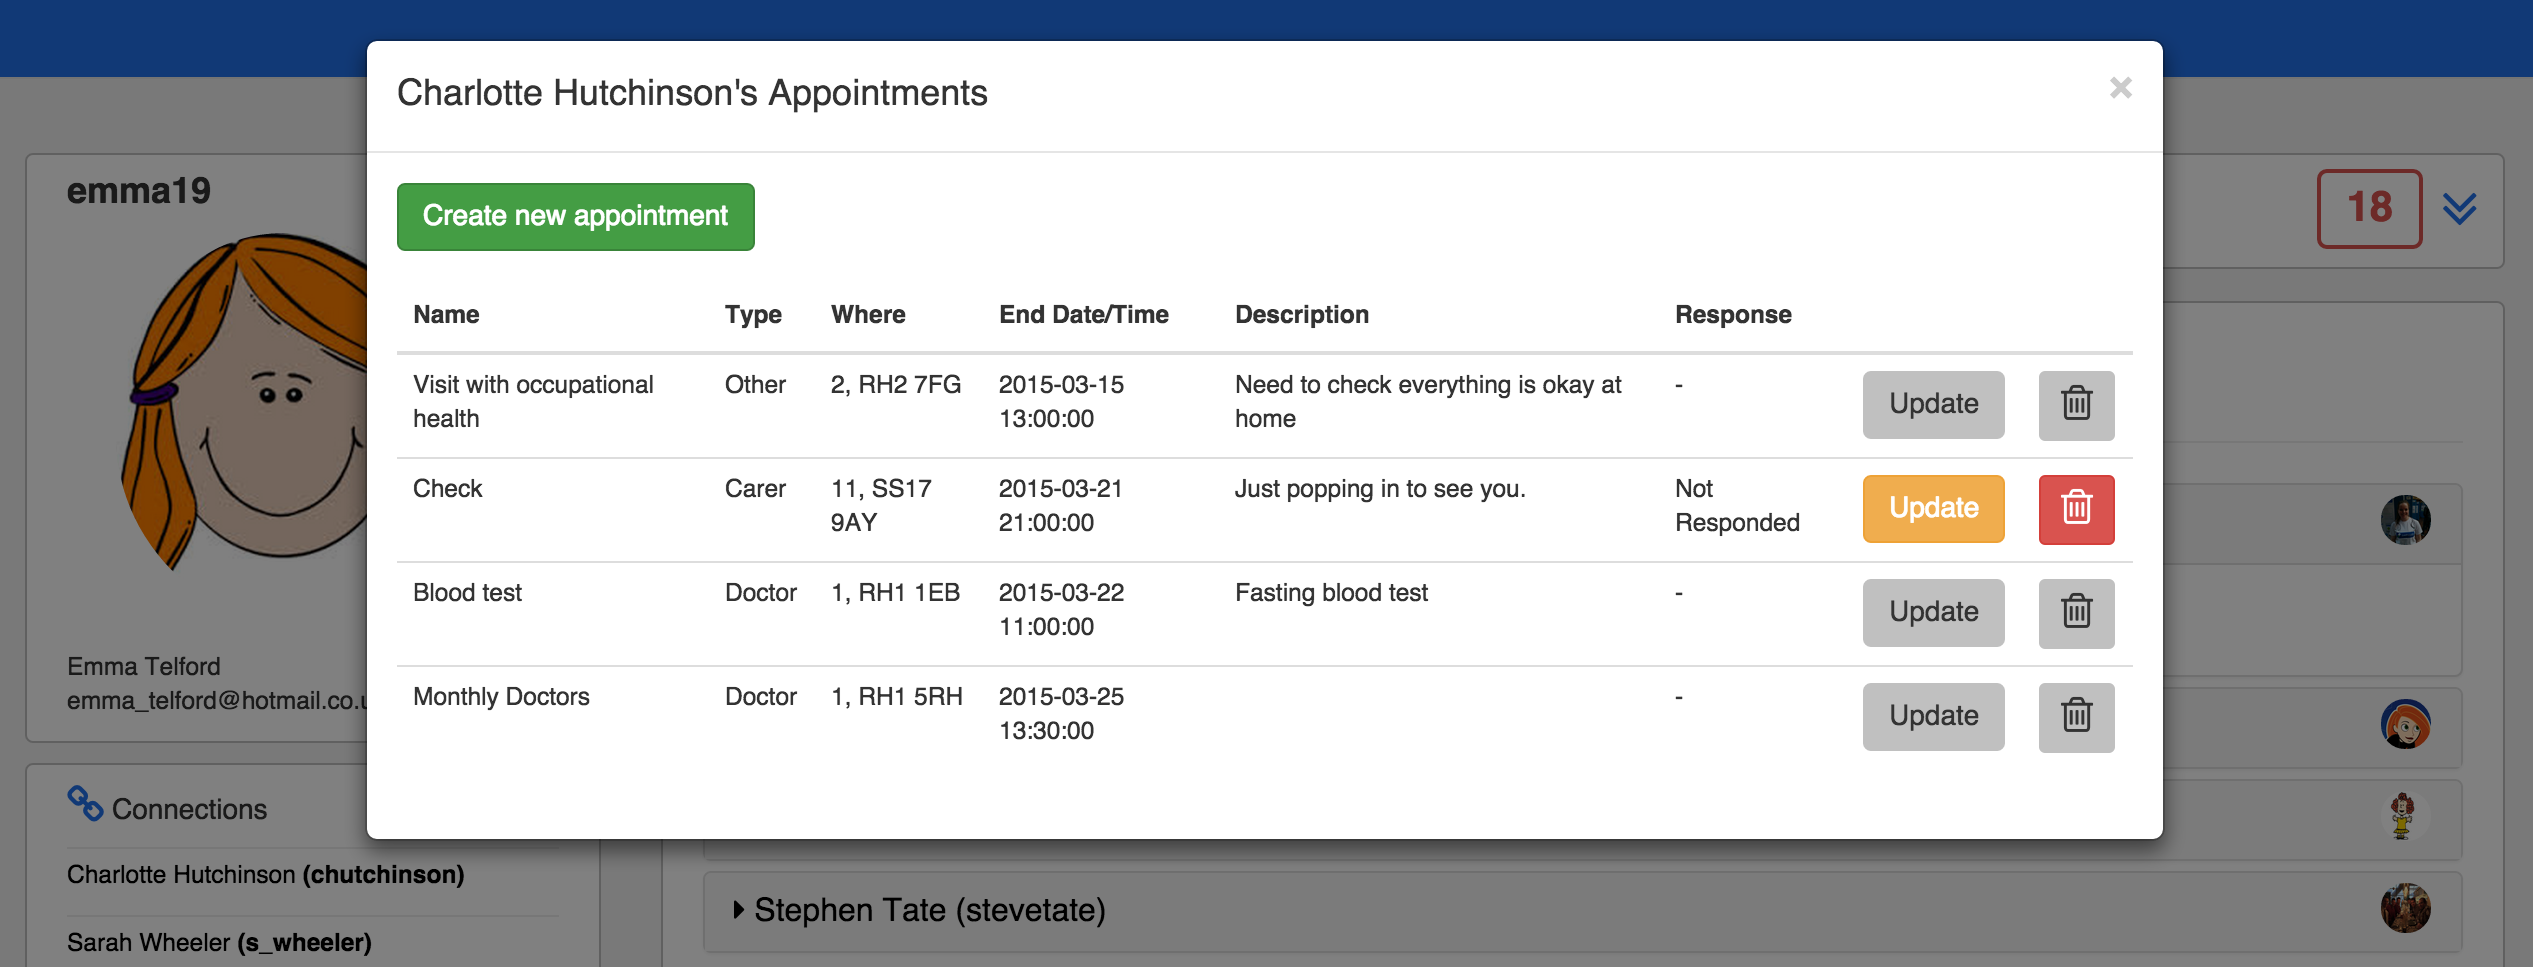 Charlotte Hutchinson's Appointments
×
Create new appointment
Name Type Where End Date/Time Description Response
Visit with occupational health Other 2, RH2 7FG 2015-03-15 13:00:00 Need to check everything is okay at home - Update
Check Carer 11, SS17 9AY 2015-03-21 21:00:00 Just popping in to see you. Not Responded Update
Blood test Doctor 1, RH1 1EB 2015-03-22 11:00:00 Fasting blood test - Update
Monthly Doctors Doctor 1, RH1 5RH 2015-03-25 13:30:00 - Update
emma19
18
Emma Telford
emma_telford@hotmail.co.u
Connections
Charlotte Hutchinson (chutchinson)
Sarah Wheeler (s_wheeler)
Stephen Tate (stevetate)